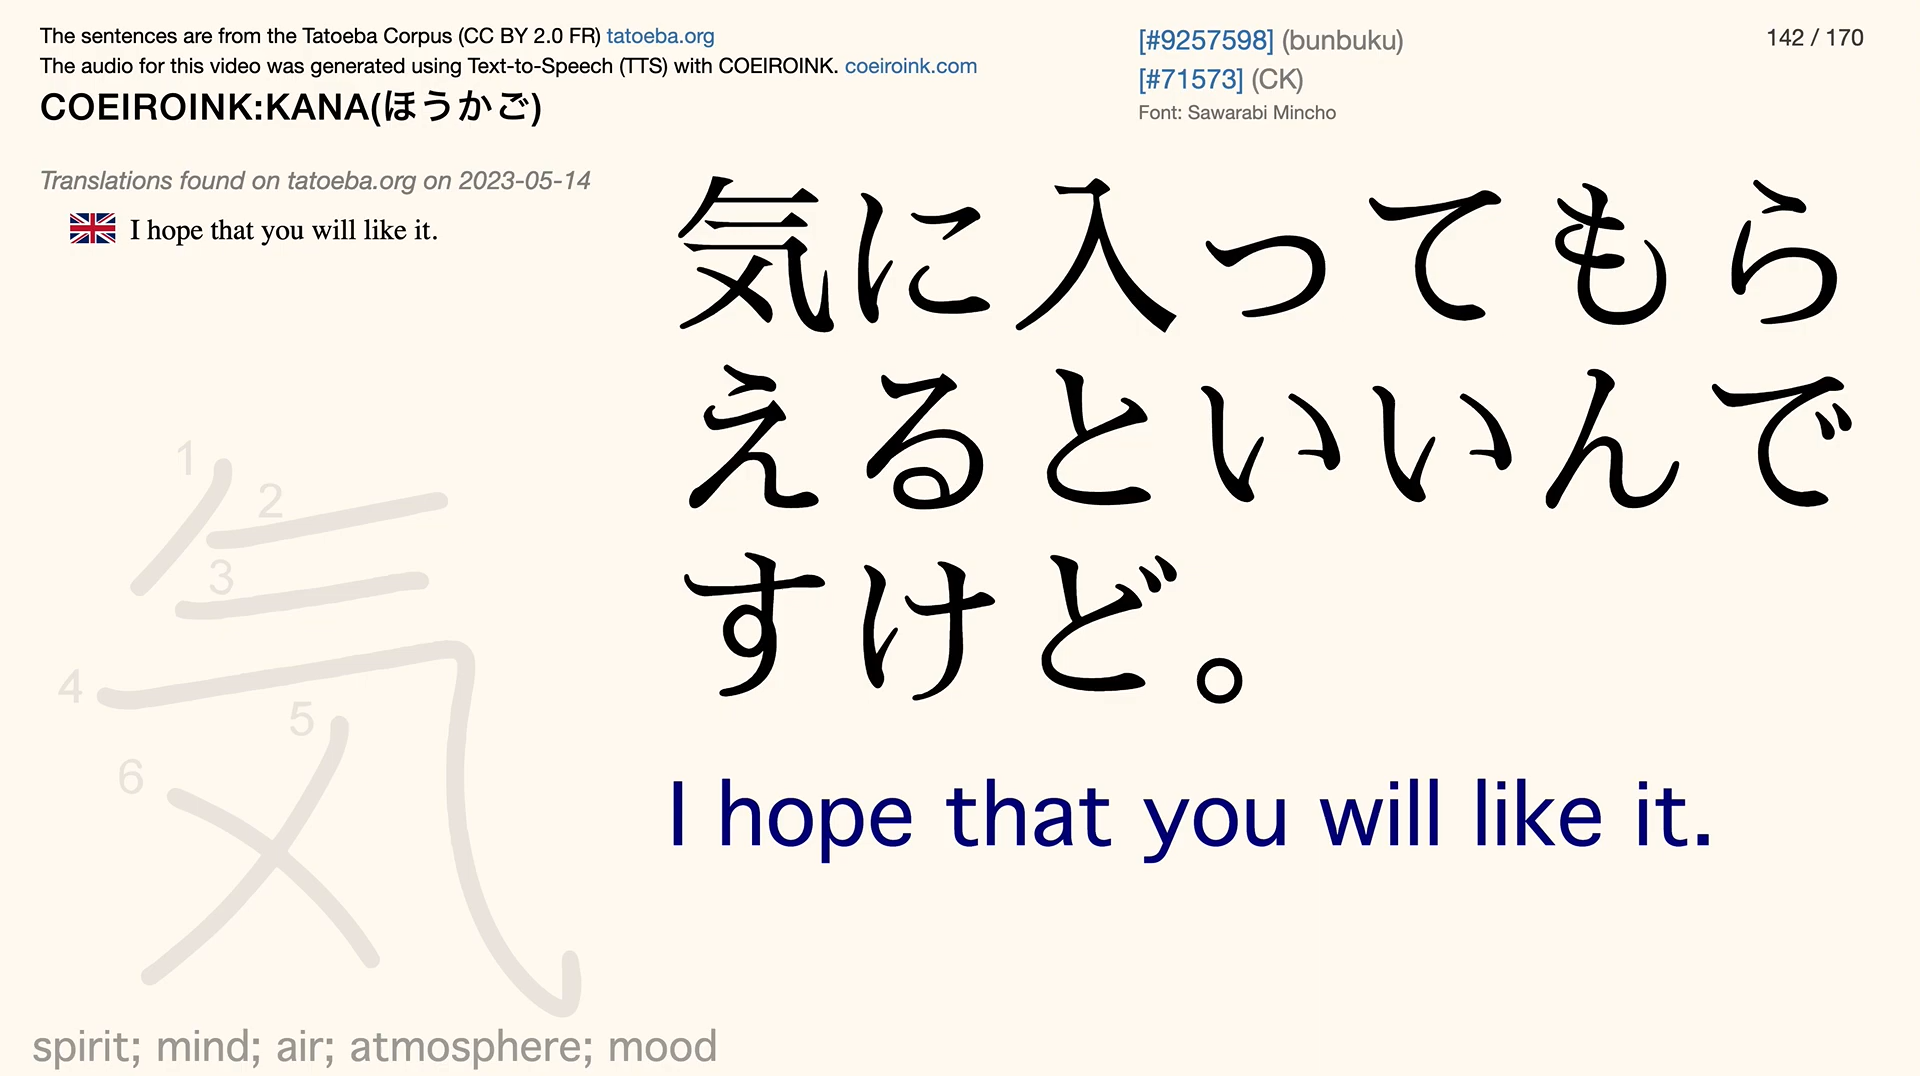 The sentences are from the Tatoeba Corpus (CC BY 2.0 FR) tatoeba.org
The audio for this video was generated using Text-to-Speech (TTS) with COEIROINK. coeiroink.com
COEIROINK:KANA(ほうかご)
[#9257598] (bunbuku)
[#71573] (CK)
Font: Sawarabi Mincho
142 / 170
Translations found on tatoeba.org on 2023-05-14
I hope that you will like it.
気に入ってもら
えるといいんで
すけど。
I hope that you will like it.
1
2
3
4
5
6
気
spirit; mind; air; atmosphere; mood